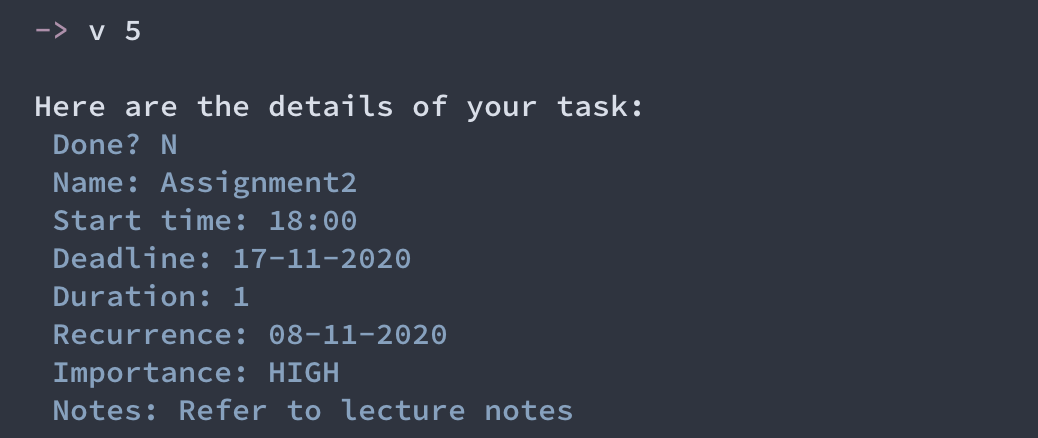 -> v 5
Here are the details of your task:
Done? N
Name: Assignment2
Start time: 18:00
Deadline: 17-11-2020
Duration: 1
Recurrence: 08-11-2020
Importance: HIGH
Notes: Refer to lecture notes